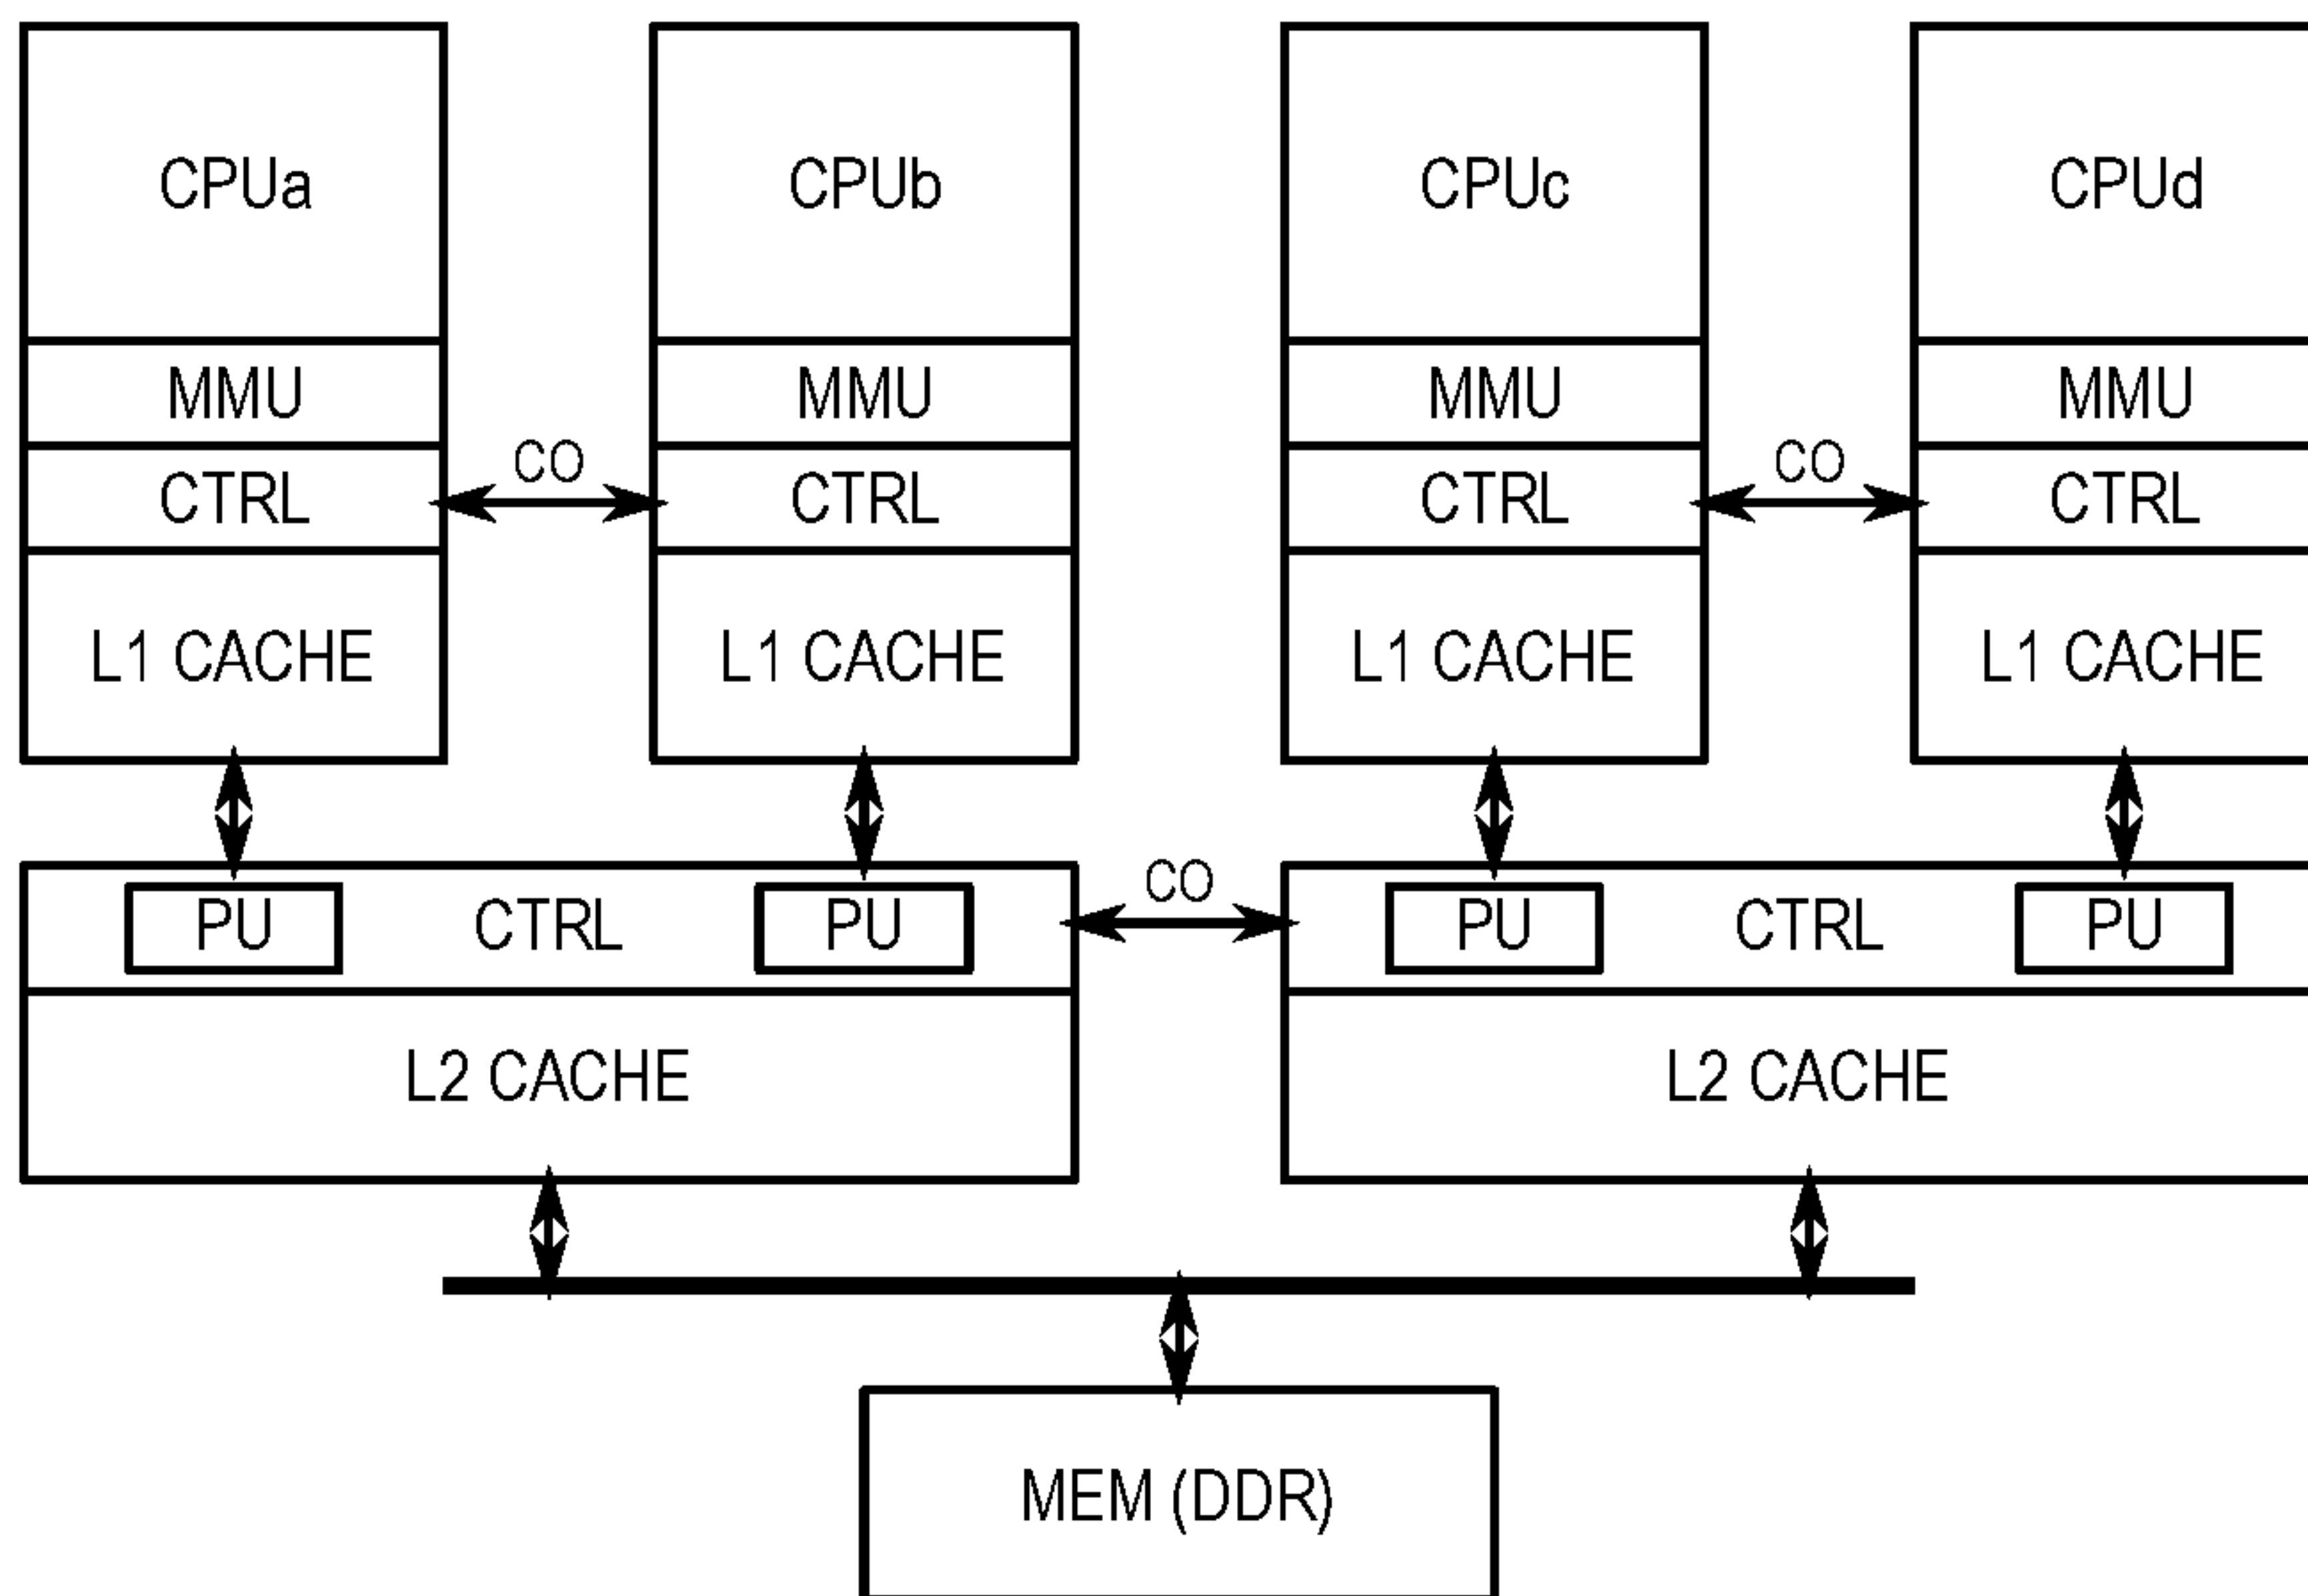 CPUa CPUb CPUc CPUd
MMU MMU MMU MMU
CO CO
CTRL CTRL CTRL CTRL
L1 CACHE L1 CACHE L1 CACHE L1 CACHE
CO
PU CTRL PU PU CTRL PU
L2 CACHE L2 CACHE
MEM (DDR)